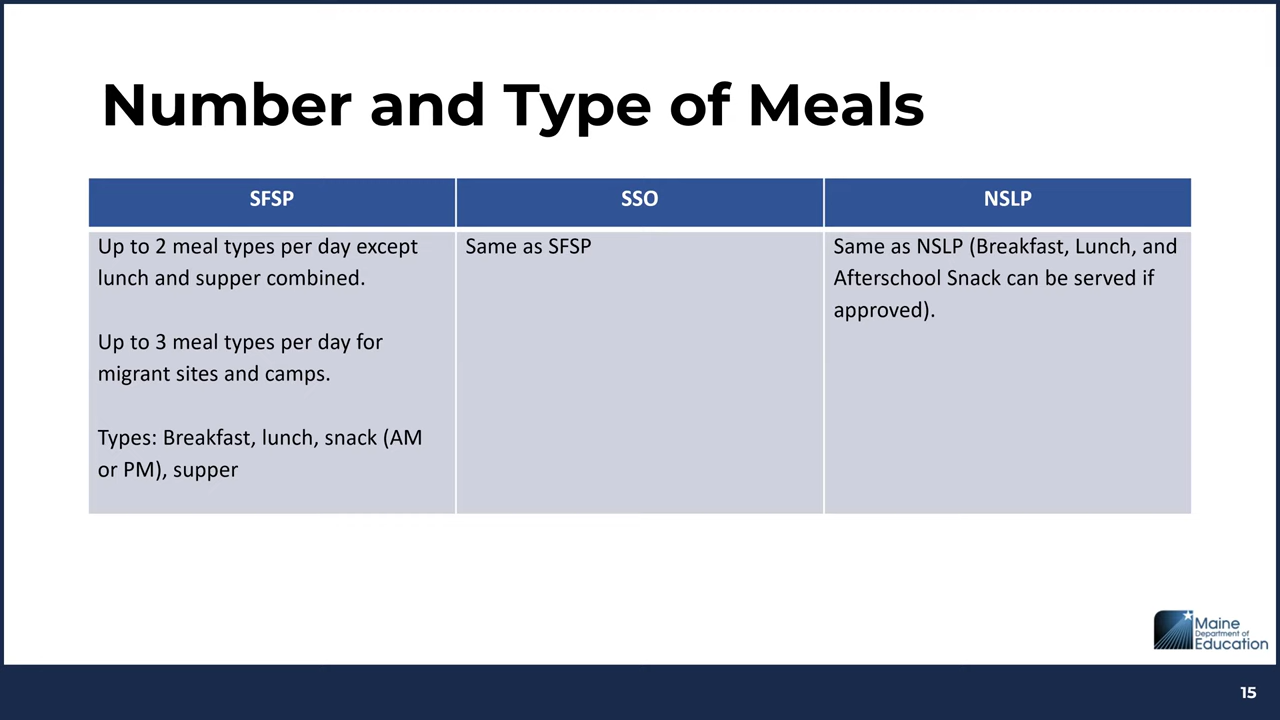 Number and Type of Meals
SFSP
SSO
NSLP
Up to 2 meal types per day except
lunch and supper combined.
Up to 3 meal types per day for
migrant sites and camps.
Types: Breakfast, lunch, snack (AM
or PM), supper
Same as SFSP
Same as NSLP (Breakfast, Lunch, and
Afterschool Snack can be served if
approved).
Maine
Department of
Education
15